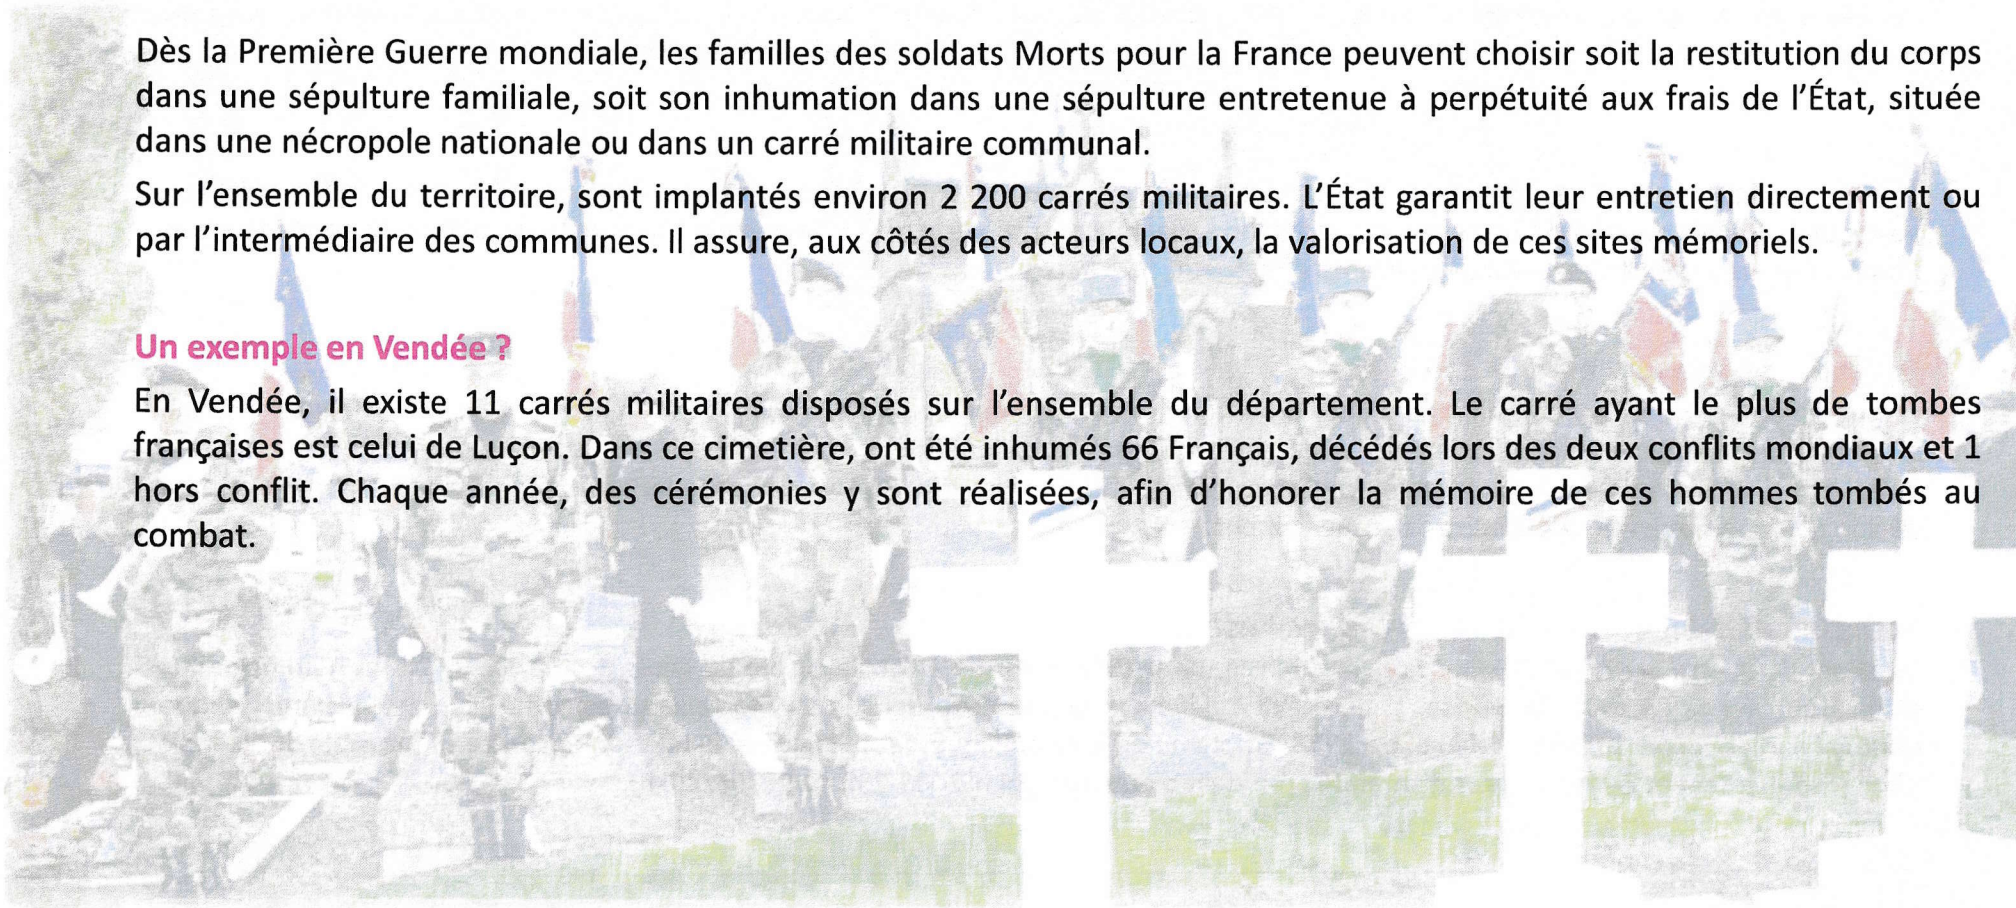 Dès la Première Guerre mondiale, les familles des soldats Morts pour la France peuvent choisir soit la restitution du corps
dans une sépulture familiale, soit son inhumation dans une sépulture entretenue à perpétuité aux frais de l'État, située
dans une nécropole nationale ou dans un carré militaire communal.
Sur l'ensemble du territoire, sont implantés environ 2 200 carrés militaires. L'État garantit leur entretien directement ou
par l'intermédiaire des communes. Il assure, aux côtés des acteurs locaux, la valorisation de ces sites mémoriels.
Un exemple en Vendée ?
En Vendée, il existe 11 carrés militaires disposés sur l'ensemble du département. Le carré ayant le plus de tombes
françaises est celui de Luçon. Dans ce cimetière, ont été inhumés 66 Français, décédés lors des deux conflits mondiaux et 1
hors conflit. Chaque année, des cérémonies y sont réalisées, afin d'honorer la mémoire de ces hommes tombés au
combat.